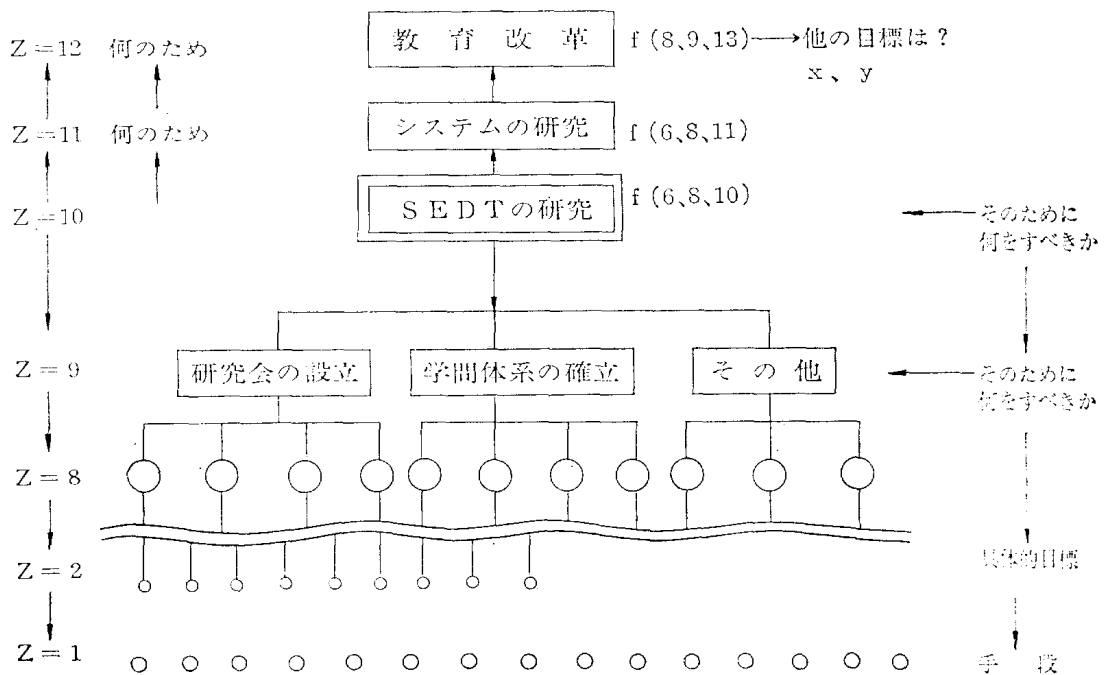 Z=12 何のため
教育改革
f(8,9,13)→他の目標は?
x、y
Z=11 何のため
システムの研究
f(6,8,11)
Z=10
SEDTの研究
f(6,8,10)
そのために
何をすべきか
Z=9
研究会の設立
学問体系の確立
その他
そのために
何をすべきか
Z=8
Z=2
具体的目標
Z=1
手段